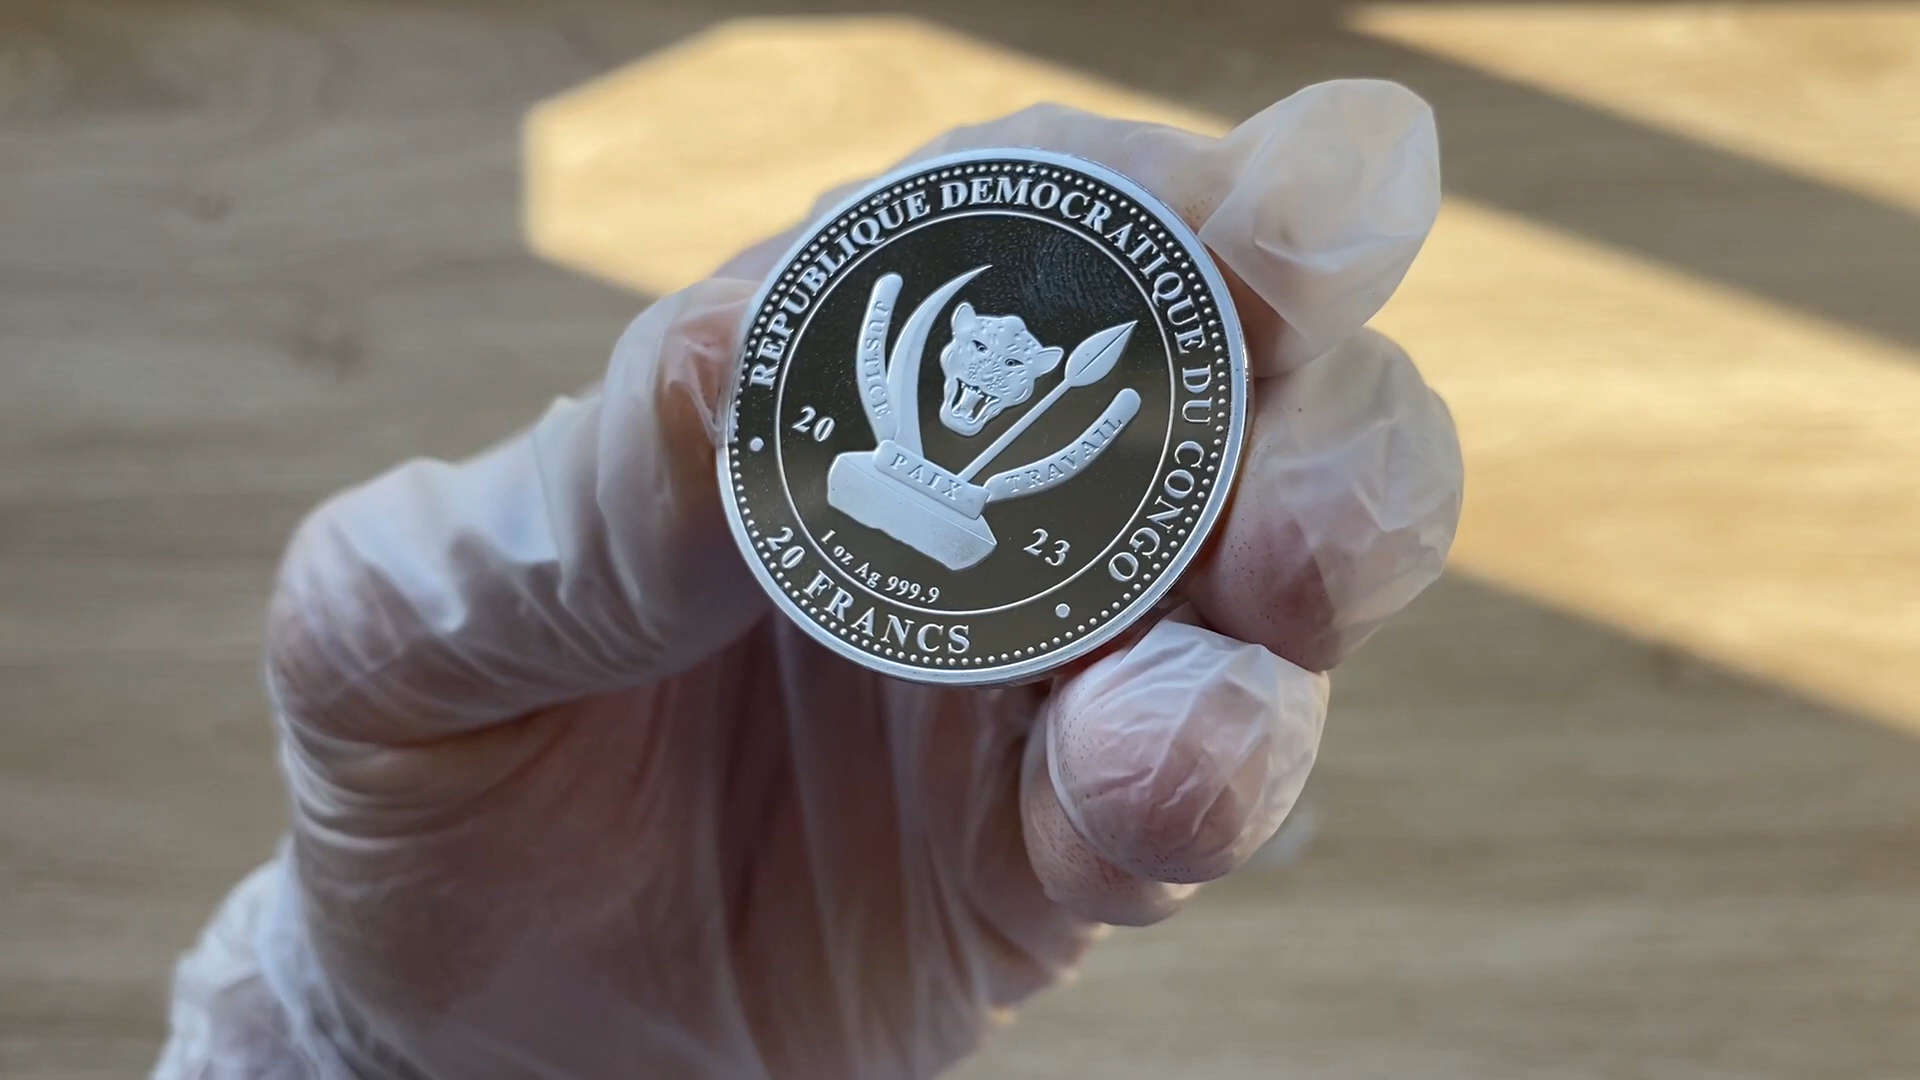 REPUBLIQUE DEMOCRATIQUE DU CONGO
JUSTICE
PAIX
TRAVAIL
20 23
1 oz Ag 999.9
20 FRANCS